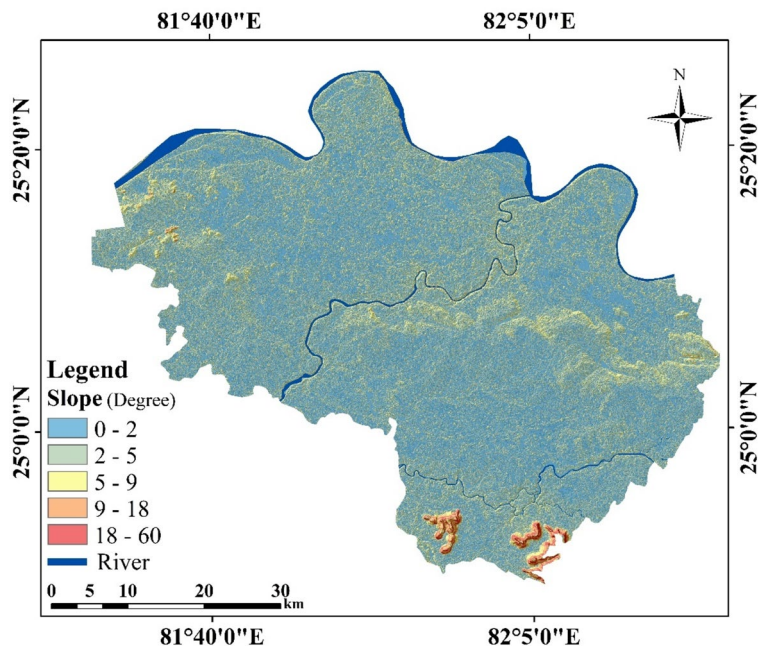 81°40'0"E 82°5'0"E
N
25°20'0"N 25°20'0"N
25°0'0"N 25°0'0"N
Legend
Slope (Degree)
0 - 2
2 - 5
5 - 9
9 - 18
18 - 60
River
0 5 10 20 30
km
81°40'0"E 82°5'0"E